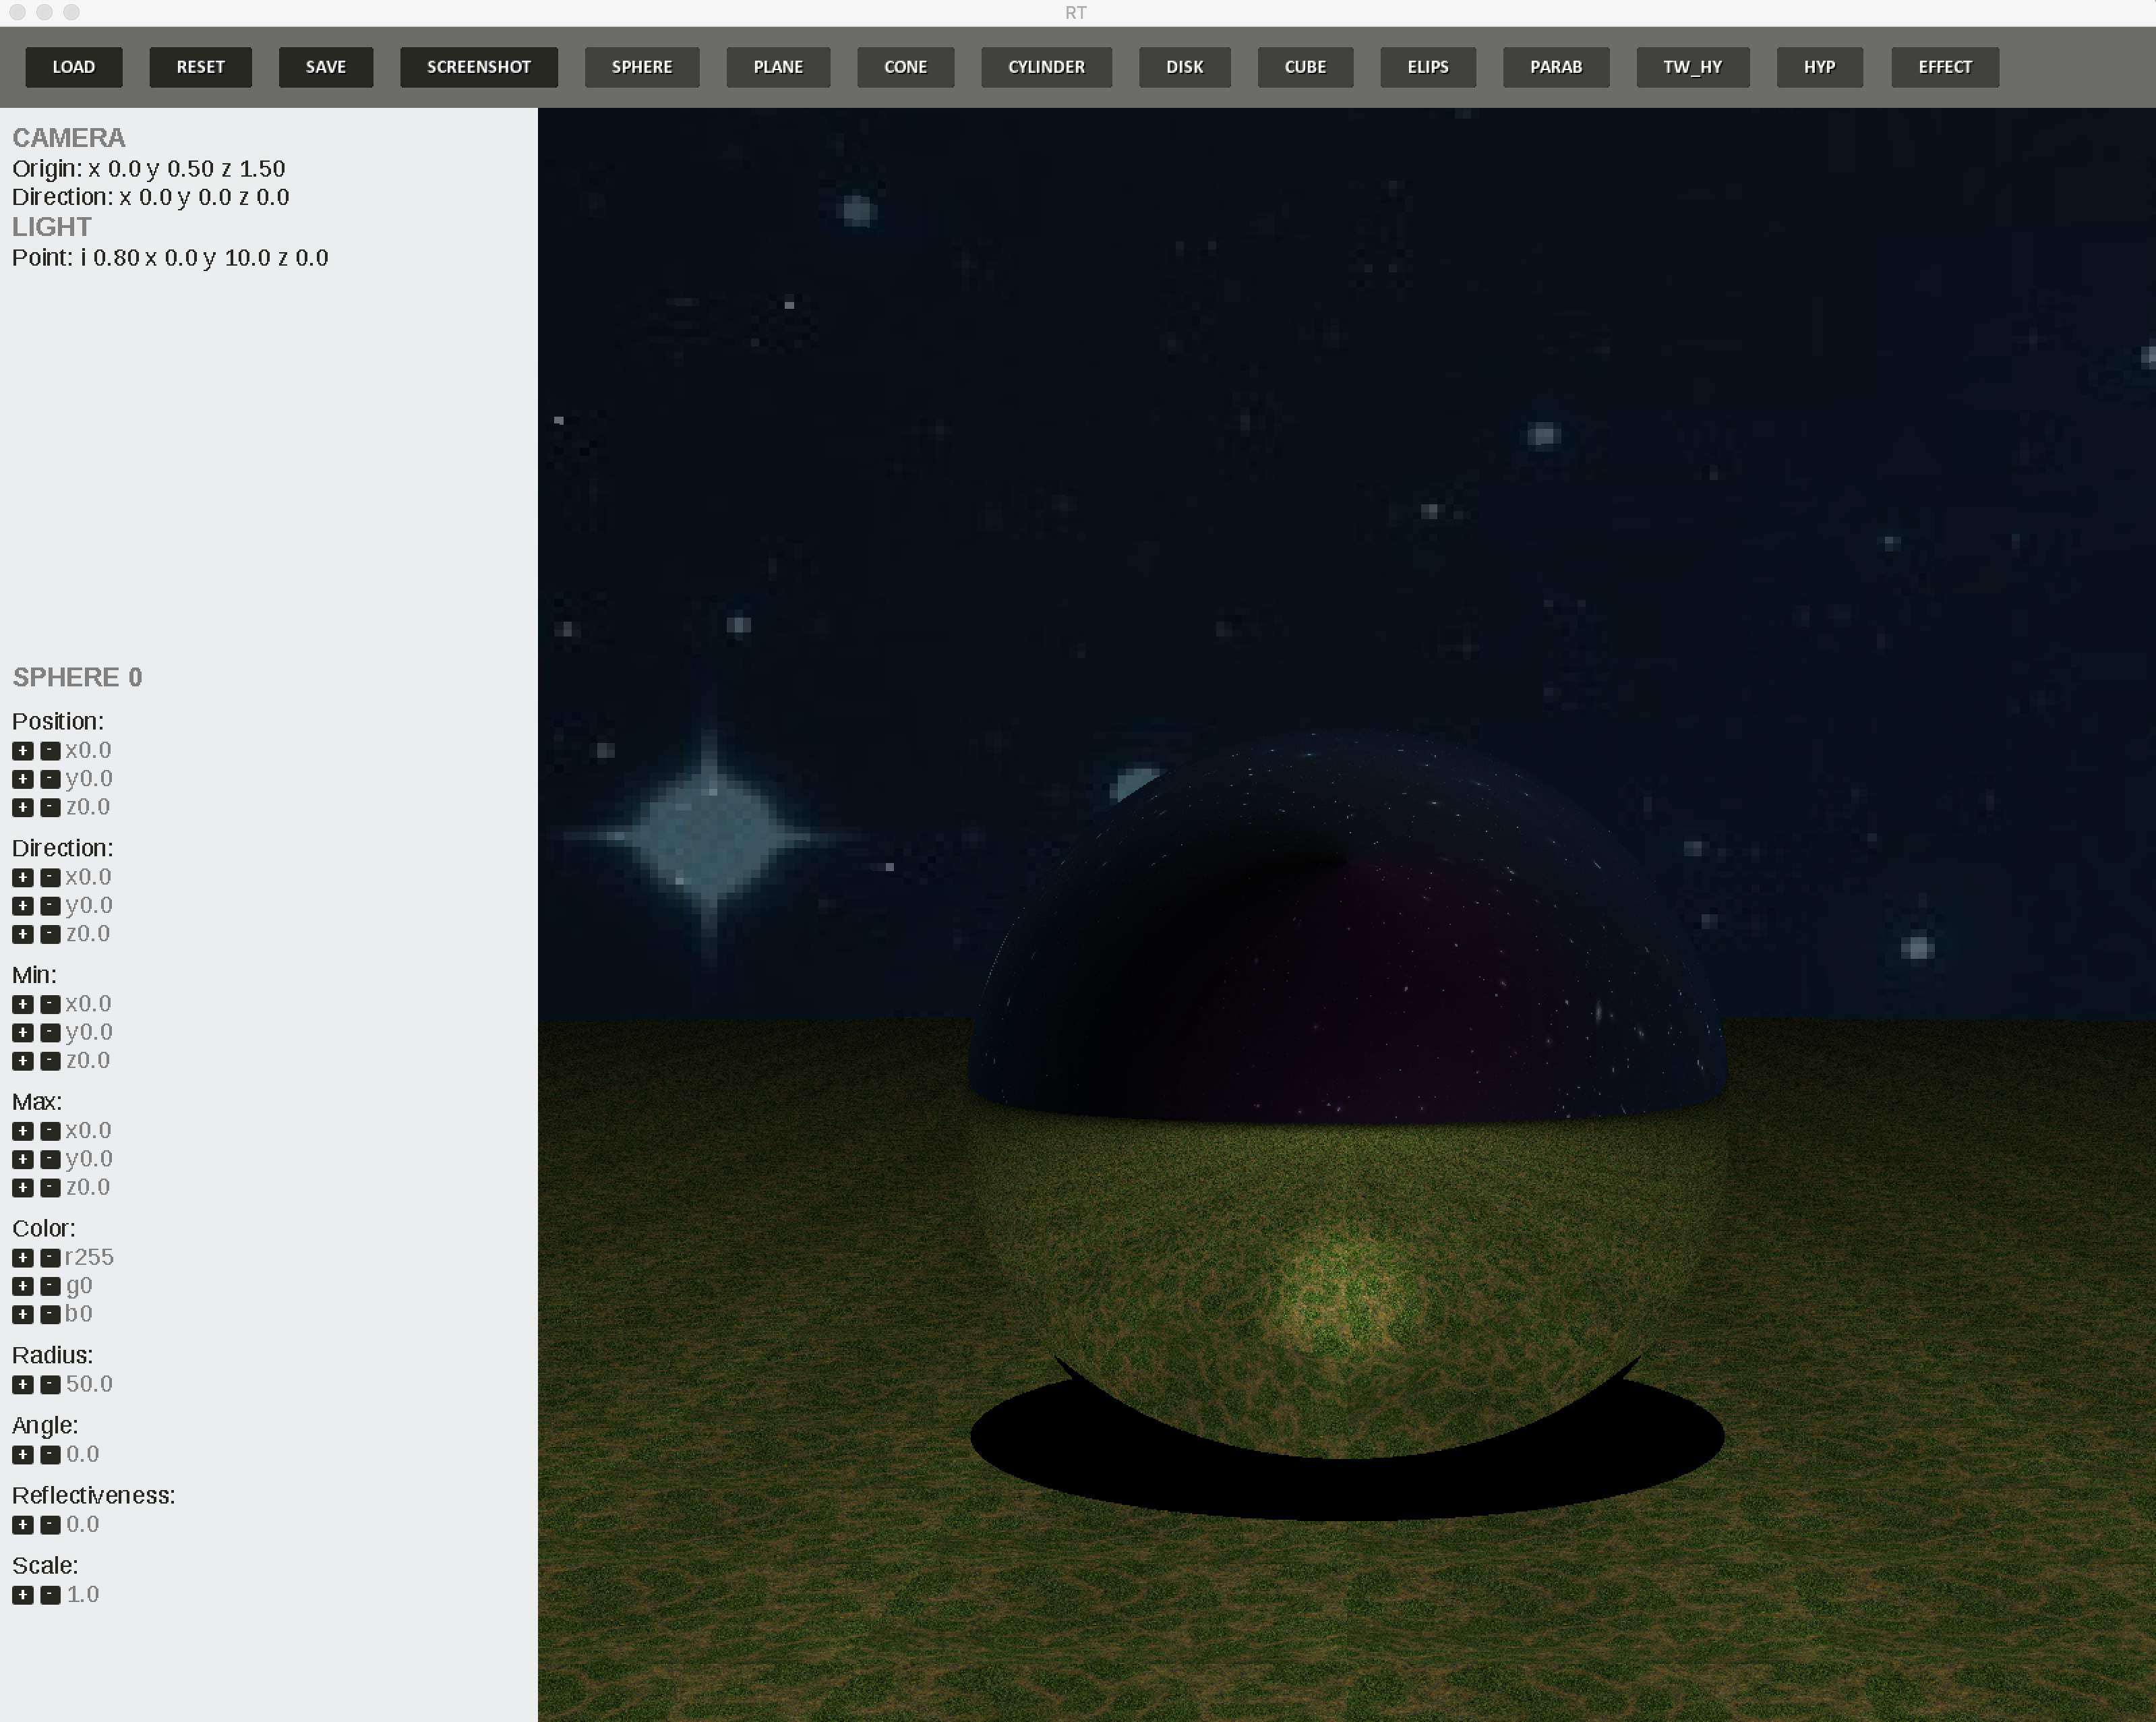 RT
LOAD RESET SAVE SCREENSHOT SPHERE PLANE CONE CYLINDER DISK CUBE ELIPS PARAB TW_HY HYP EFFECT
CAMERA
Origin: x 0.0 y 0.50 z 1.50
Direction: x 0.0 y 0.0 z 0.0
LIGHT
Point: i 0.80 x 0.0 y 10.0 z 0.0
SPHERE 0
Position:
+ - x0.0
+ - y0.0
+ - z0.0
Direction:
+ - x0.0
+ - y0.0
+ - z0.0
Min:
+ - x0.0
+ - y0.0
+ - z0.0
Max:
+ - x0.0
+ - y0.0
+ - z0.0
Color:
+ - r255
+ - g0
+ - b0
Radius:
+ - 50.0
Angle:
+ - 0.0
Reflectiveness:
+ - 0.0
Scale:
+ - 1.0